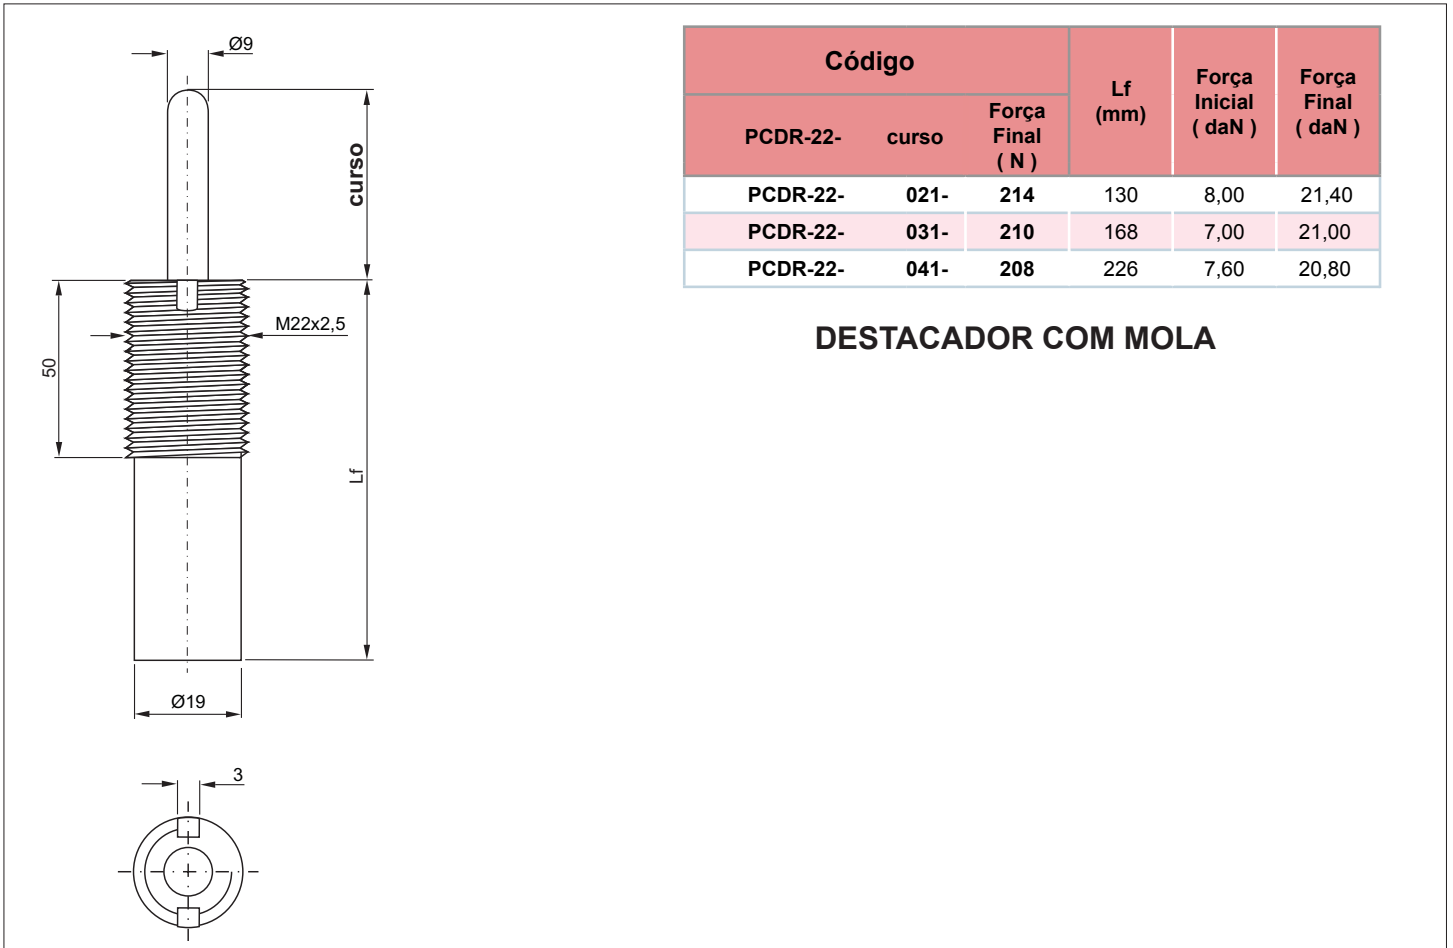 Ø9
curso
50
M22x2,5
Lf
Ø19
3
Código
Lf
(mm)
Força
Inicial
( daN )
Força
Final
( daN )
PCDR-22- curso Força
Final
( N )
PCDR-22- 021- 214 130 8,00 21,40
PCDR-22- 031- 210 168 7,00 21,00
PCDR-22- 041- 208 226 7,60 20,80
DESTACADOR COM MOLA